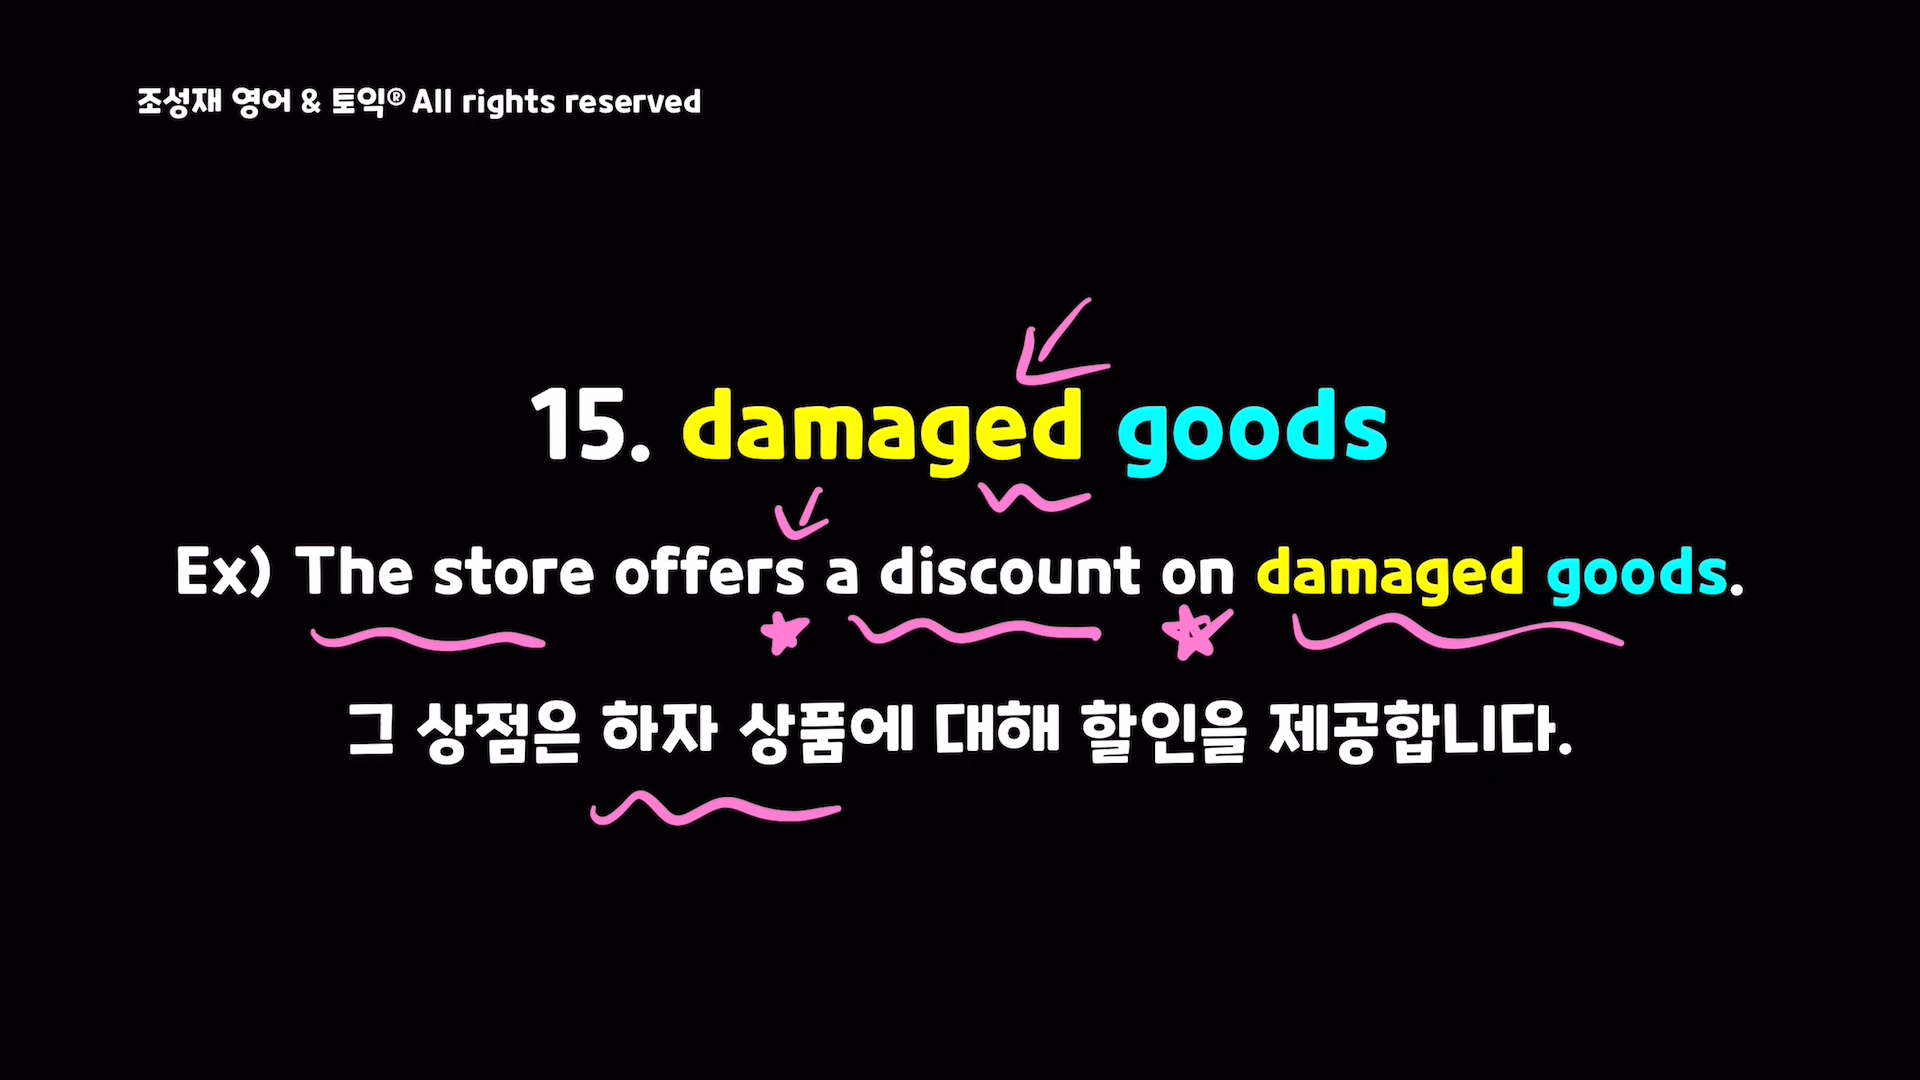 조성재 영어 & 토익® All rights reserved
15. damaged goods
Ex) The store offers a discount on damaged goods.
그 상점은 하자 상품에 대해 할인을 제공합니다.